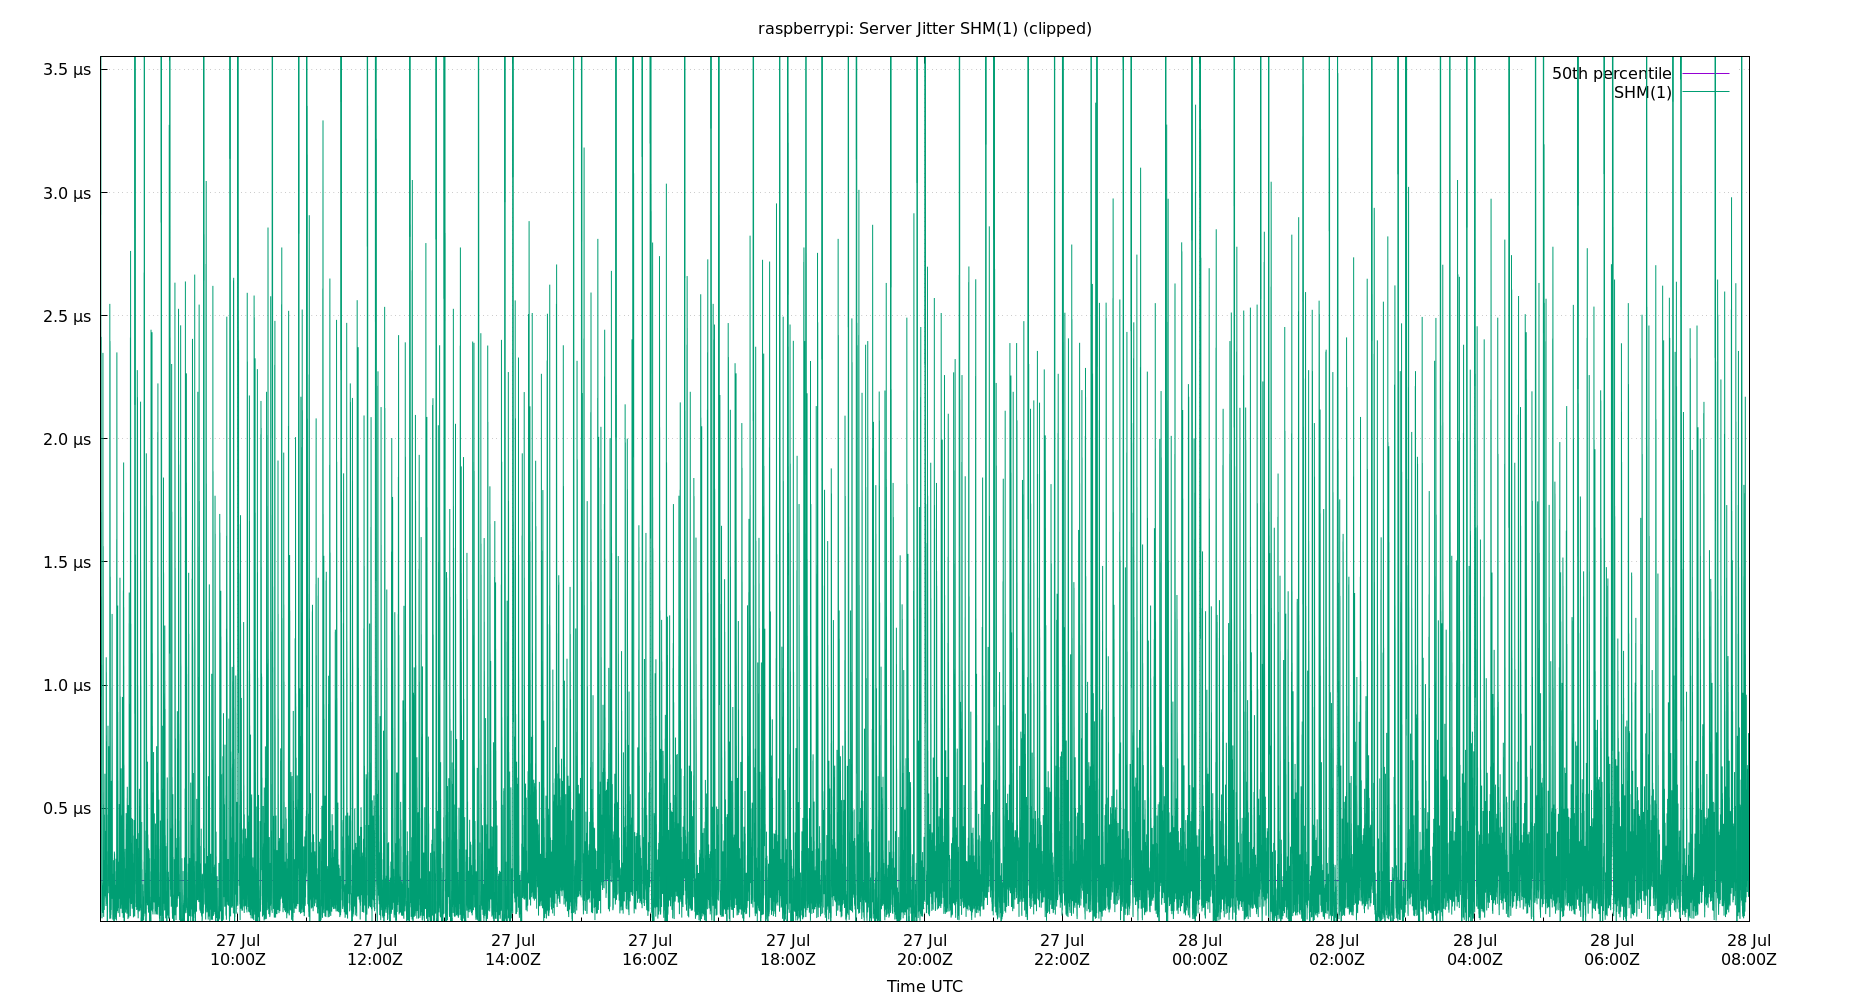 raspberrypi: Server Jitter SHM(1) (clipped)
3.5 µs
3.0 µs
2.5 µs
2.0 µs
1.5 µs
1.0 µs
0.5 µs
50th percentile
SHM(1)
27 Jul 27 Jul 27 Jul 27 Jul 27 Jul 27 Jul 27 Jul 28 Jul 28 Jul 28 Jul 28 Jul 28 Jul
10:00Z 12:00Z 14:00Z 16:00Z 18:00Z 20:00Z 22:00Z 00:00Z 02:00Z 04:00Z 06:00Z 08:00Z
Time UTC